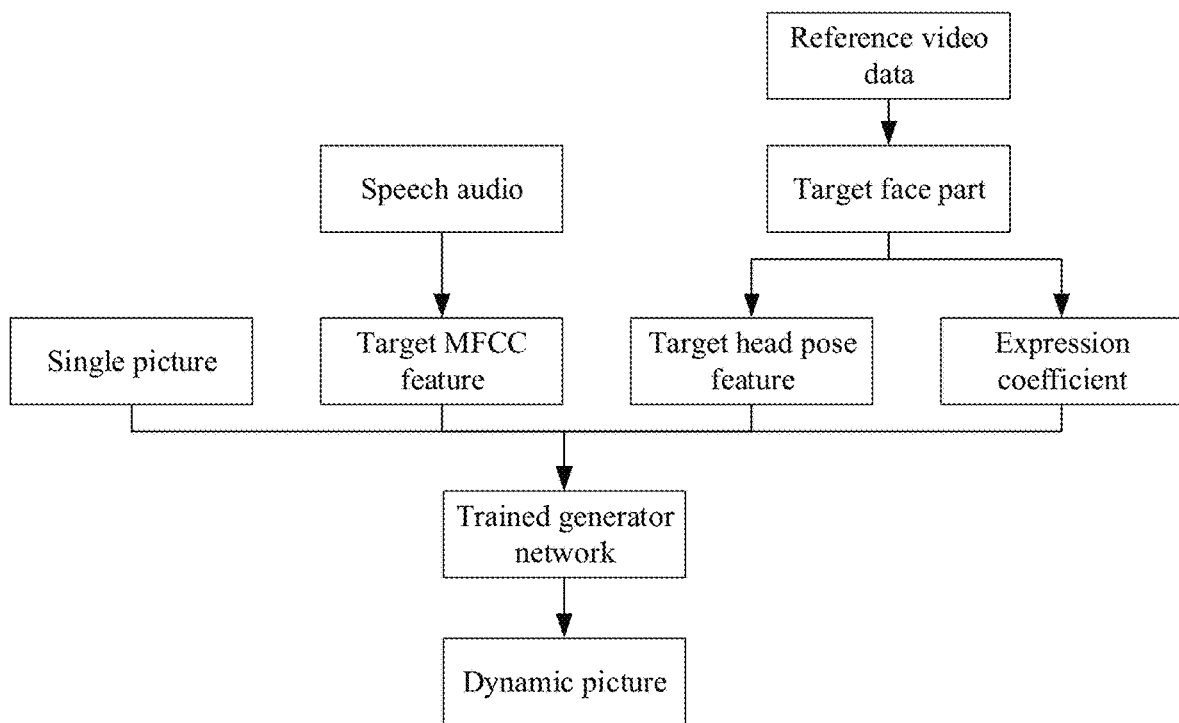 Reference video
data
Speech audio
Target face part
Single picture
Target MFCC
feature
Target head pose
feature
Expression
coefficient
Trained generator
network
Dynamic picture